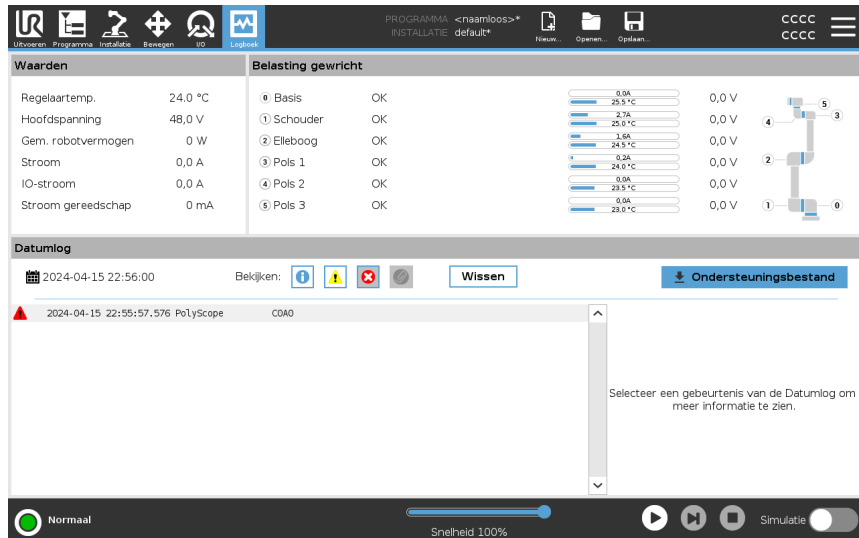 PROGRAMMA <naamloos>*
INSTALLATIE default*
Uitvoeren Programma Installatie Bewegen I/O Logboek
Nieuw... Openen... Opslaan...
CCCC
CCCC
Waarden
Belasting gewricht
Regelaartemp. 24.0 °C
Hoofdspanning 48,0 V
Gem. robotvermogen 0 W
Stroom 0,0 A
IO-stroom 0,0 A
Stroom gereedschap 0 mA
0 Basis OK 0,0A 25.5 °C 0,0 V
1 Schouder OK 2,7A 25.0 °C 0,0 V
2 Elleboog OK 1,6A 24.5 °C 0,0 V
3 Pols 1 OK 0,2A 24.0 °C 0,0 V
4 Pols 2 OK 0,0A 23.5 °C 0,0 V
5 Pols 3 OK 0,0A 23.0 °C 0,0 V
5
4 3
2
1 0
Datumlog
2024-04-15 22:56:00 Bekijken: Wissen Ondersteuningsbestand
2024-04-15 22:55:57.576 PolyScope C0A0
Selecteer een gebeurtenis van de Datumlog om
meer informatie te zien.
Normaal
Snelheid 100%
Simulatie